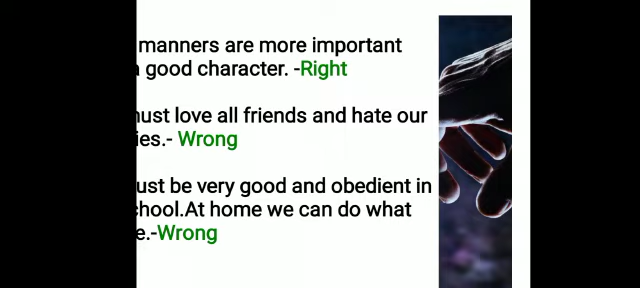 manners are more important
good character. -Right
must love all friends and hate our
ies.- Wrong
ust be very good and obedient in
chool.At home we can do what
e.-Wrong